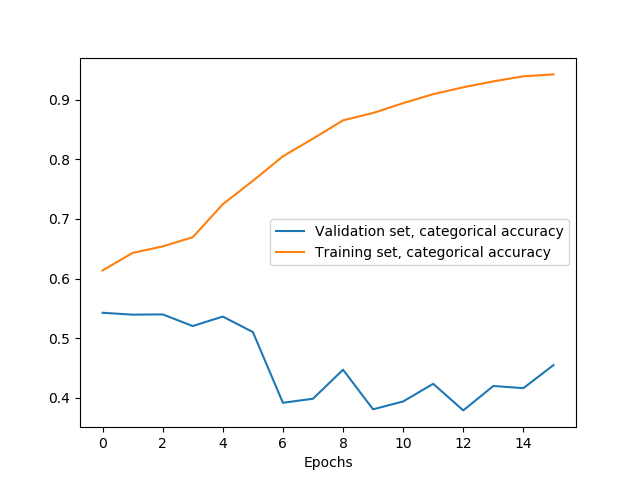 0.9
0.8
0.7
0.6
0.5
0.4
Validation set, categorical accuracy
Training set, categorical accuracy
0 2 4 6 8 10 12 14
Epochs